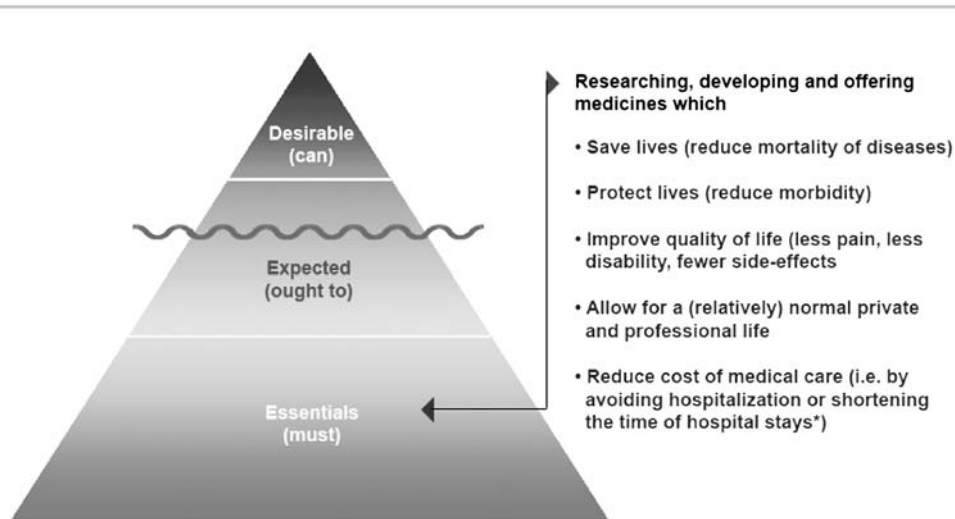 Desirable
(can)
Expected
(ought to)
Essentials
(must)
Researching, developing and offering
medicines which
• Save lives (reduce mortality of diseases)
• Protect lives (reduce morbidity)
• Improve quality of life (less pain, less
disability, fewer side-effects
• Allow for a (relatively) normal private
and professional life
• Reduce cost of medical care (i.e. by
avoiding hospitalization or shortening
the time of hospital stays*)